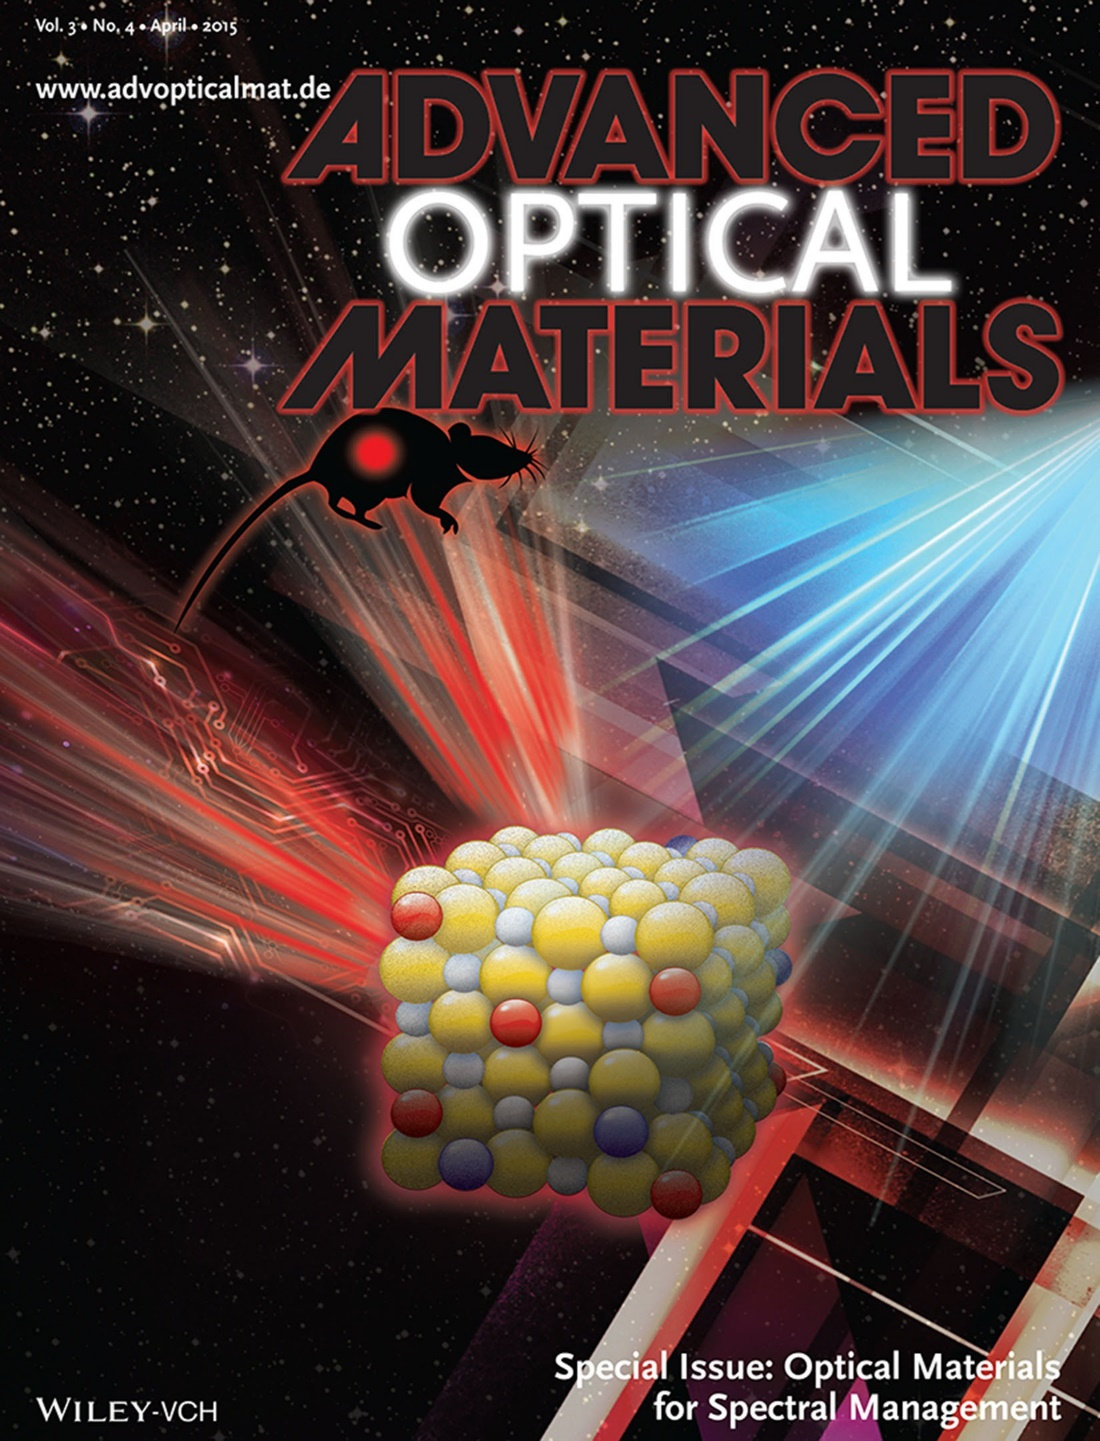 Vol. 3 • No. 4 • April • 2015
www.advopticalmat.de
ADVANCED
OPTICAL
MATERIALS
Special Issue: Optical Materials
for Spectral Management
WILEY-VCH